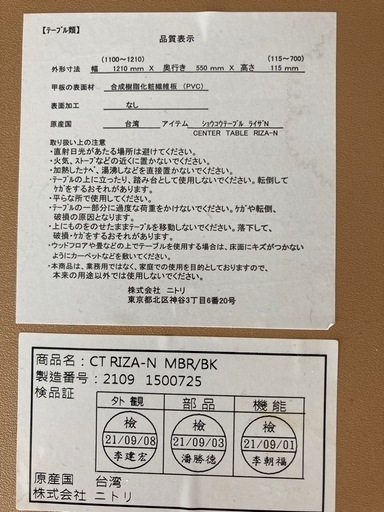 【テーブル類】
品質表示
(1100〜1210) (115〜700)
外形寸法 幅 1210 mm X 奥行き 550 mm X 高さ 115 mm
甲板の表面材 合成樹脂化粧繊維板 (PVC)
表面加工 なし
原産国 台湾 アイテム ショウコウテーブル ライザN
CENTER TABLE RIZA-N
取り扱い上の注意
・直射日光があたる場所は避けてください。
・火気、ストーブなどの近くに置かないでください。
・加熱したナベ、湯沸しなどを直接置かないでください。
・テーブルの上に立ったり、踏み台として使用しないでください。転倒して
ケガをするおそれがあります。
・平らな所で使用してください。
・テーブルの一部分に過度な荷重をかけないでください。ケガや転倒、
破損の原因となります。
・上にものをのせたままテーブルを移動しないでください。落下して、
破損・ケガをするおそれがあります。
・ウッドフロアや畳などの上でテーブルを使用する場合は、床面にキズがつかない
ようにカーペットなどを敷いてください。
・本商品は、業務用ではなく、家庭での使用を目的としていますので、
本来の用途以外では使用しないでください。
株式会社 ニトリ
東京都北区神谷3丁目6番20号
商品名：CT RIZA-N MBR/BK
製造番号：2109 1500725
検品証
外観 部品 機能
檢 檢 檢
21/09/08 21/09/03 21/09/01
李建宏 潘勝徳 李朝福
原産国 台湾
株式会社 ニトリ